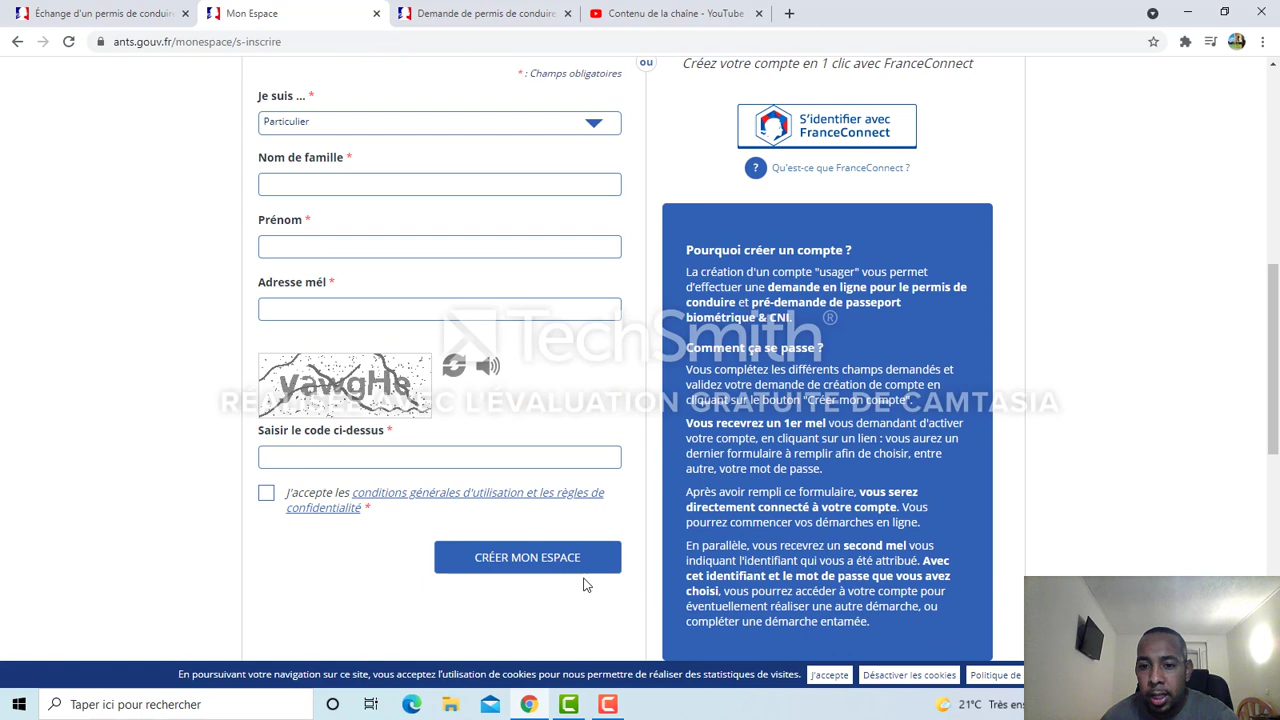 Échange d'un permis de conduire
Mon Espace
Demande de permis de conduire
Contenu de la chaîne - YouTube
ants.gouv.fr/monespace/s-inscrire
* : Champs obligatoires
Je suis ... *
Particulier
Nom de famille *
Prénom *
Adresse mél *
yawgHe
Saisir le code ci-dessus *
J'accepte les conditions générales d'utilisation et les règles de
confidentialité *
CRÉER MON ESPACE
ou
Créez votre compte en 1 clic avec FranceConnect
S'identifier avec
FranceConnect
? Qu'est-ce que FranceConnect ?
Pourquoi créer un compte ?
La création d'un compte "usager" vous permet
d'effectuer une demande en ligne pour le permis de
conduire et pré-demande de passeport
biométrique & CNI.
Comment ça se passe ?
Vous complétez les différents champs demandés et
validez votre demande de création de compte en
cliquant sur le bouton "Créer mon compte".
Vous recevrez un 1er mel vous demandant d'activer
votre compte, en cliquant sur un lien : vous aurez un
dernier formulaire à remplir afin de choisir, entre
autre, votre mot de passe.
Après avoir rempli ce formulaire, vous serez
directement connecté à votre compte. Vous
pourrez commencer vos démarches en ligne.
En parallèle, vous recevrez un second mel vous
indiquant l'identifiant qui vous a été attribué. Avec
cet identifiant et le mot de passe que vous avez
choisi, vous pourrez accéder à votre compte pour
éventuellement réaliser une autre démarche, ou
compléter une démarche entamée.
TechSmith®
AVEC L'ÉVALUATION GRATUITE DE CAMTASIA
En poursuivant votre navigation sur ce site, vous acceptez l'utilisation de cookies pour me permettre de réaliser des statistiques de visites.
J'accepte
Désactiver les cookies
Politique de
Taper ici pour rechercher
21°C Très en